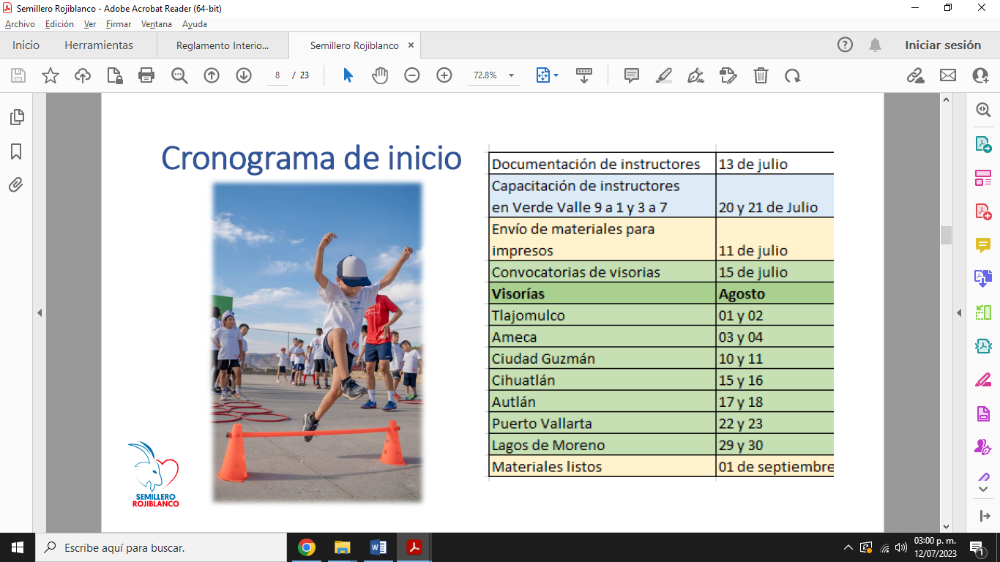 Semillero Rojiblanco - Adobe Acrobat Reader (64-bit)
Archivo Edición Ver Firmar Ventana Ayuda
Inicio Herramientas Reglamento Interio... Semillero Rojiblanco Iniciar sesión
8 / 23 72.8%
Cronograma de inicio
Documentación de instructores 13 de julio
Capacitación de instructores
en Verde Valle 9 a 1 y 3 a 7 20 y 21 de Julio
Envío de materiales para
impresos 11 de julio
Convocatorias de visorias 15 de julio
Visorías Agosto
Tlajomulco 01 y 02
Ameca 03 y 04
Ciudad Guzmán 10 y 11
Cihuatlán 15 y 16
Autlán 17 y 18
Puerto Vallarta 22 y 23
Lagos de Moreno 29 y 30
Materiales listos 01 de septiembre
SEMILLERO
ROJIBLANCO
Escribe aquí para buscar.
03:00 p. m.
12/07/2023
1